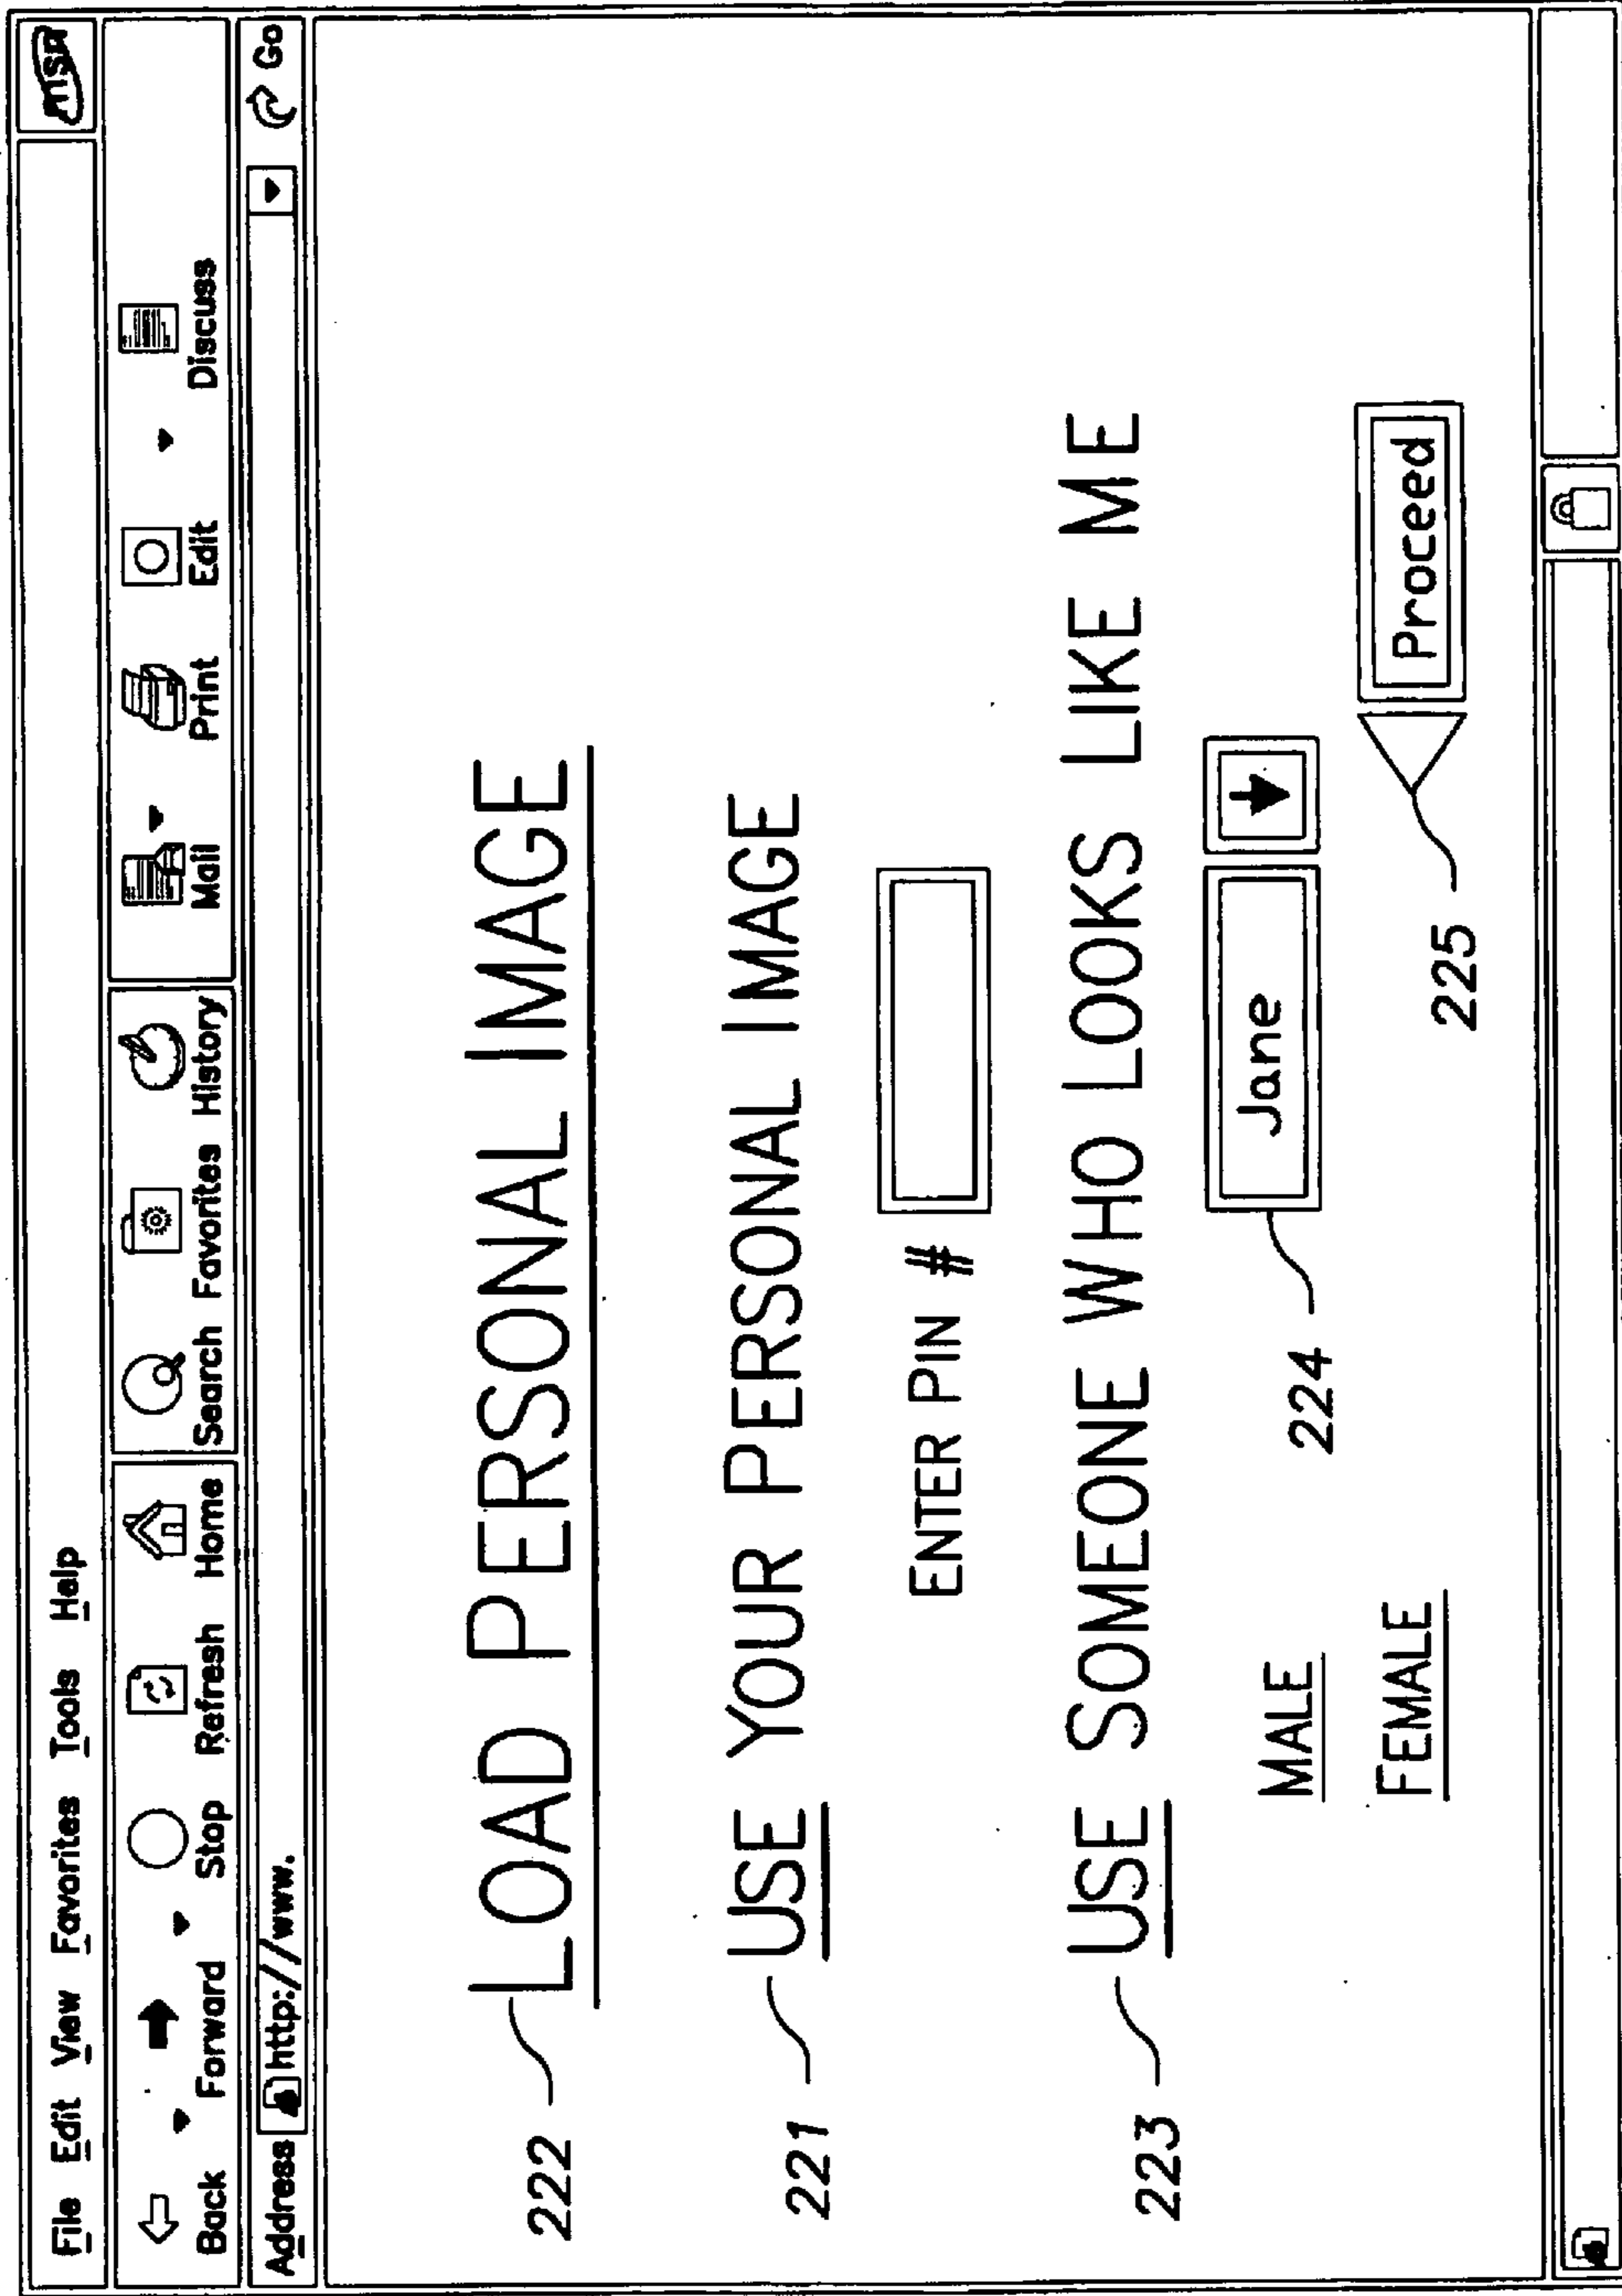 File Edit View Favorites Tools Help
msn
Back Forward Stop Refresh Home Search Favorites History Mail Print Edit Discuss
Address http://www. Go
222 LOAD PERSONAL IMAGE
221 USE YOUR PERSONAL IMAGE
ENTER PIN #
223 USE SOMEONE WHO LOOKS LIKE ME
MALE 224 Jane
FEMALE 225 Proceed